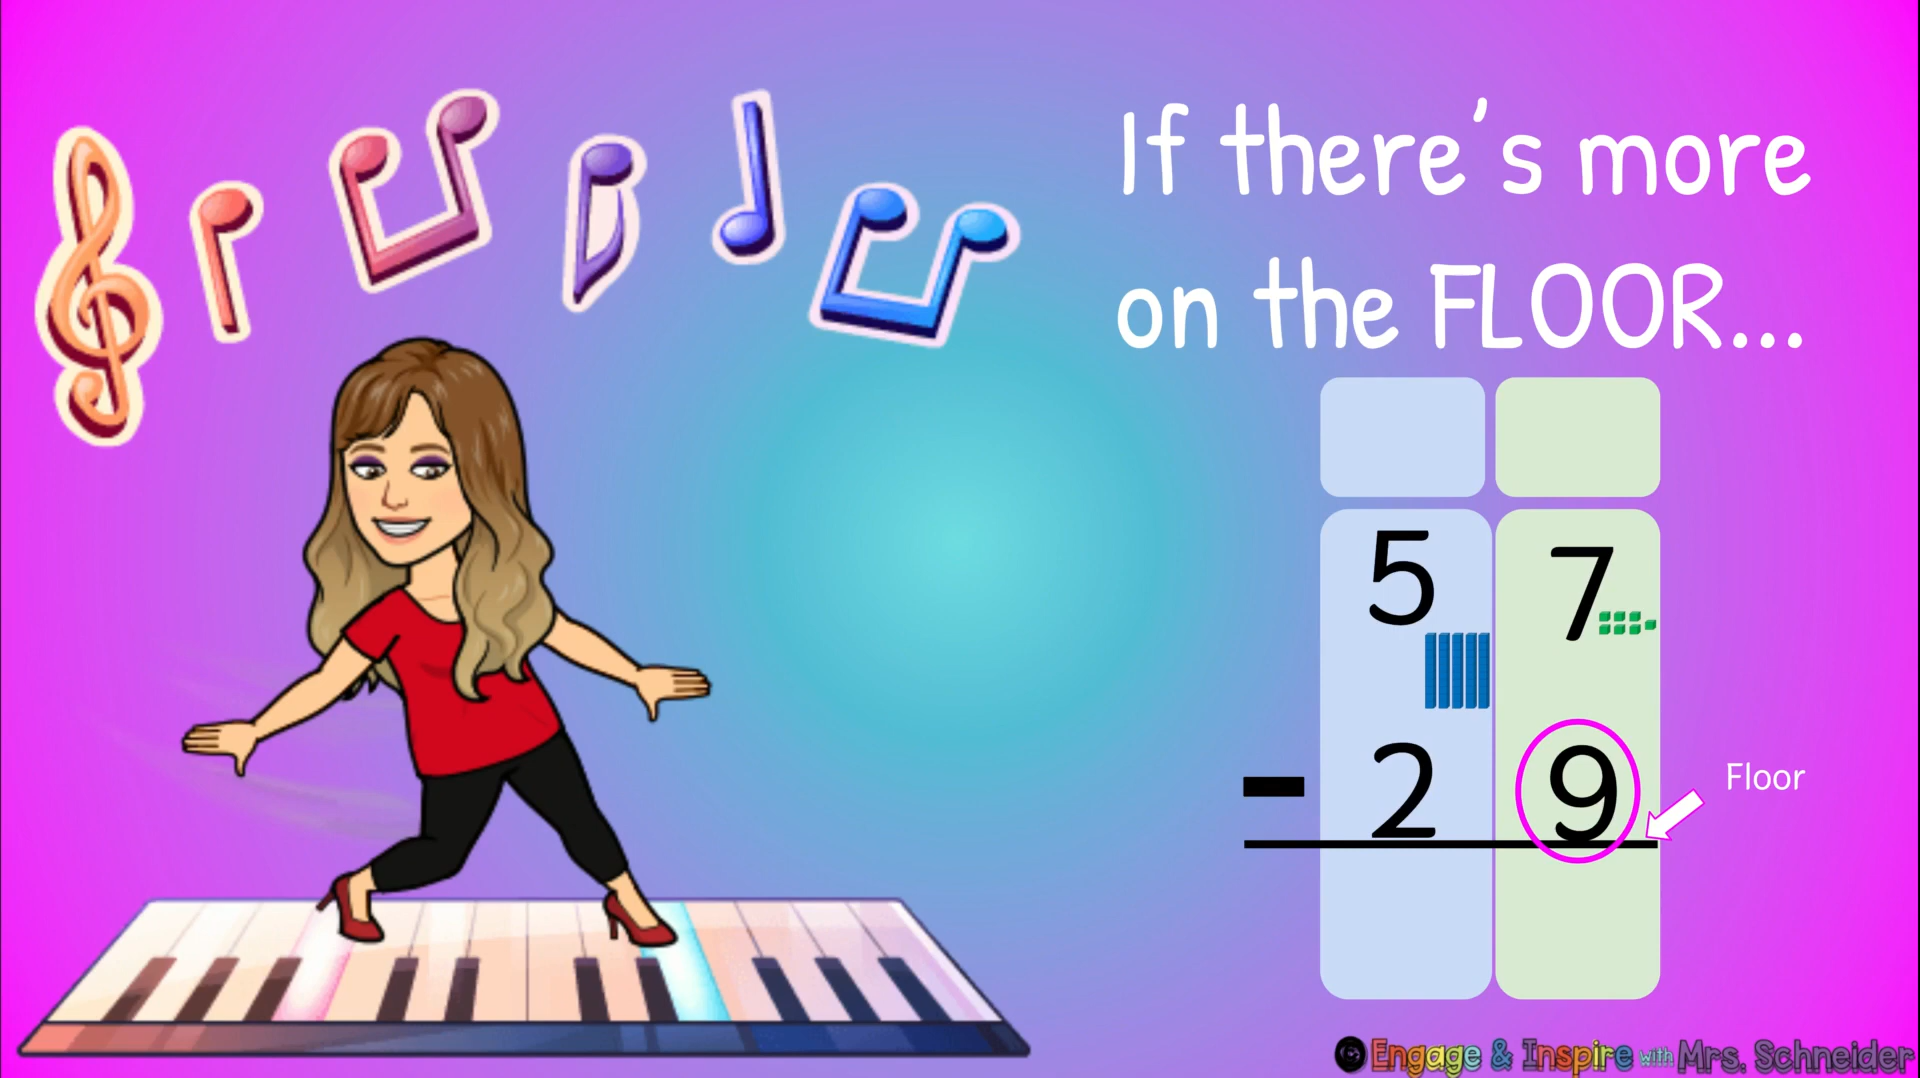 If there's more
on the FLOOR...
5 7
- 2 9
Floor
Engage & Inspire with Mrs. Schneider